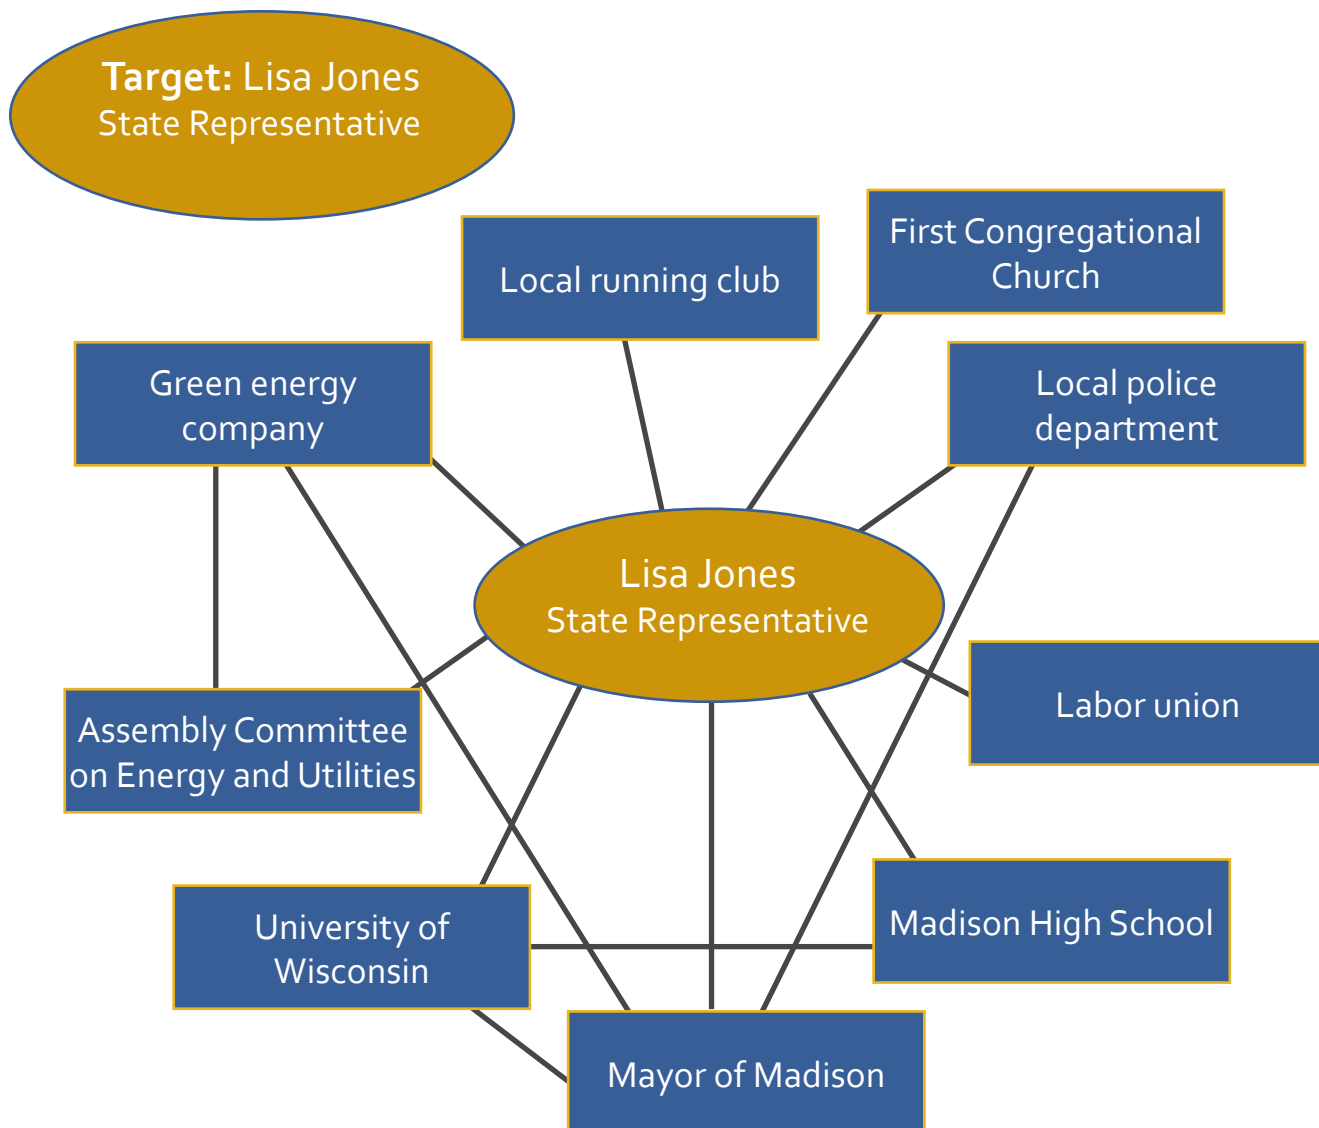 Target: Lisa Jones
State Representative
First Congregational
Church
Local running club
Green energy
company
Local police
department
Lisa Jones
State Representative
Labor union
Assembly Committee
on Energy and Utilities
University of
Wisconsin
Madison High School
Mayor of Madison